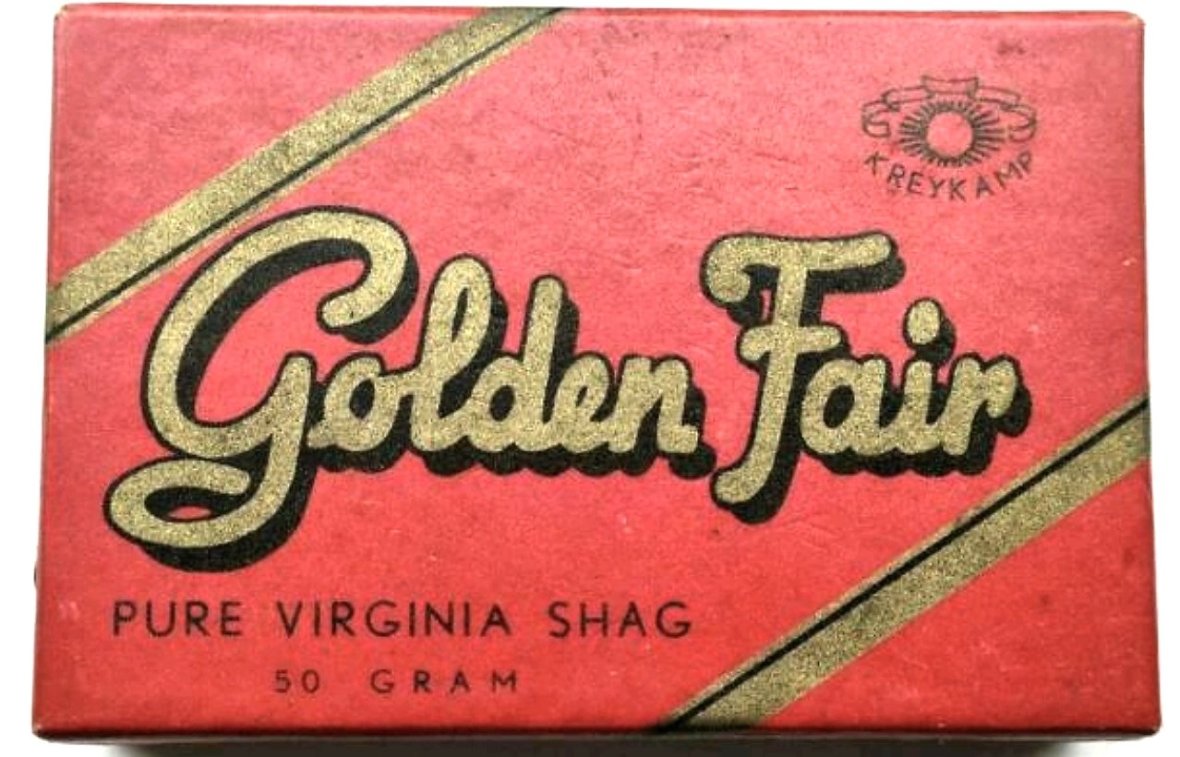 KREYKAMP
Golden Fair
PURE VIRGINIA SHAG
50 GRAM